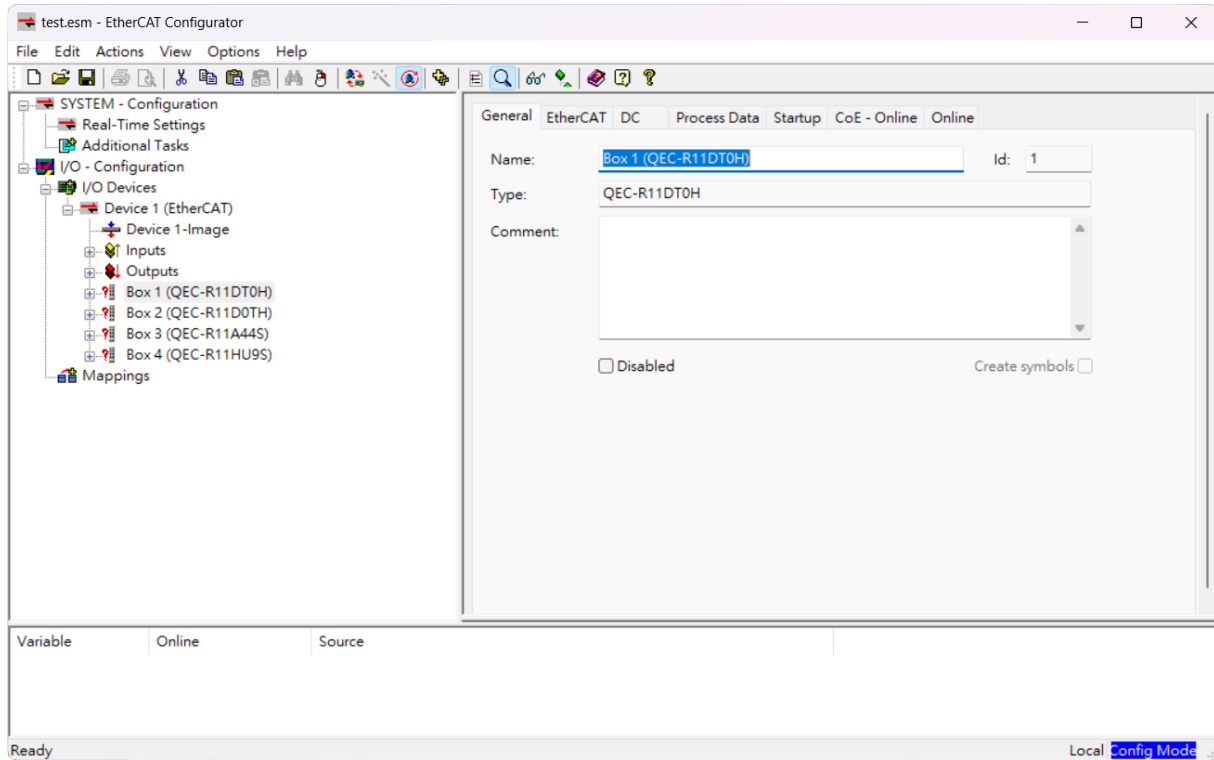 test.esm - EtherCAT Configurator
File Edit Actions View Options Help
SYSTEM - Configuration
Real-Time Settings
Additional Tasks
I/O - Configuration
I/O Devices
Device 1 (EtherCAT)
Device 1-Image
Inputs
Outputs
Box 1 (QEC-R11DT0H)
Box 2 (QEC-R11D0TH)
Box 3 (QEC-R11A44S)
Box 4 (QEC-R11HU9S)
Mappings
General EtherCAT DC Process Data Startup CoE - Online Online
Name: Box 1 (QEC-R11DT0H) Id: 1
Type: QEC-R11DT0H
Comment:
Disabled Create symbols
Variable Online Source
Ready Local Config Mode